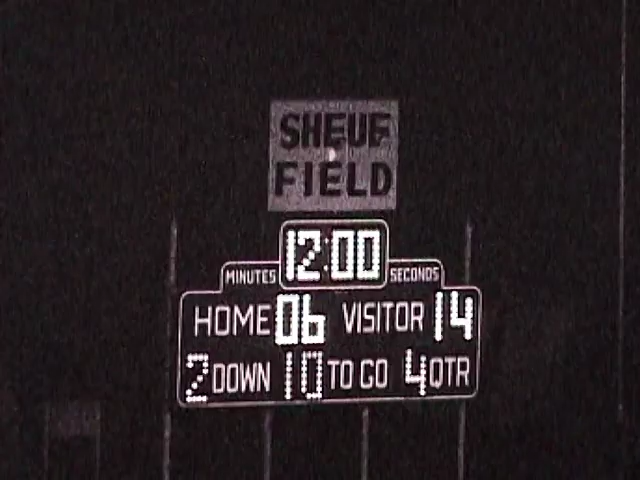 SHEUF
FIELD
12:00
MINUTES SECONDS
HOME 06 VISITOR 14
2 DOWN 10 TO GO 4 QTR